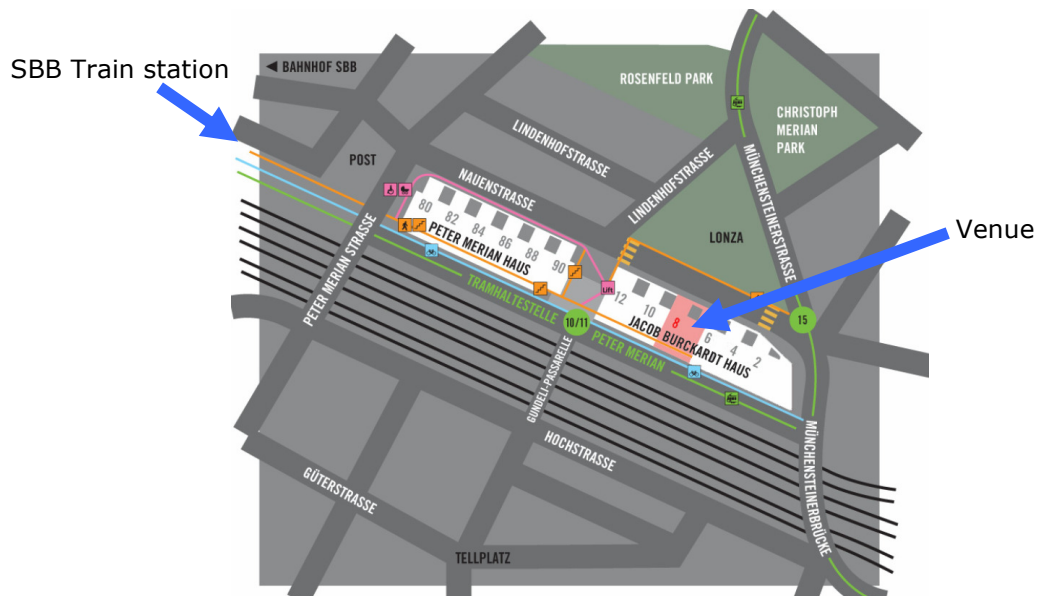 SBB Train station
◄ BAHNHOF SBB
ROSENFELD PARK
CHRISTOPH
MERIAN
PARK
LINDENHOFSTRASSE
POST
NAUENSTRASSE
LINDENHOFSTRASSE
MÜNCHENSTEINERSTRASSE
LONZA
Venue
80
82
84
86
88
90
PETER MERIAN HAUS
PETER MERIAN STRASSE
Lift
12
10
8
6
4
2
JACOB BURCKARDT HAUS
15
TRAMHALTESTELLE
10/11
PETER MERIAN
GUNDELI-PASSARELLE
HOCHSTRASSE
MÜNCHENSTEINERBRÜCKE
GÜTERSTRASSE
TELLPLATZ